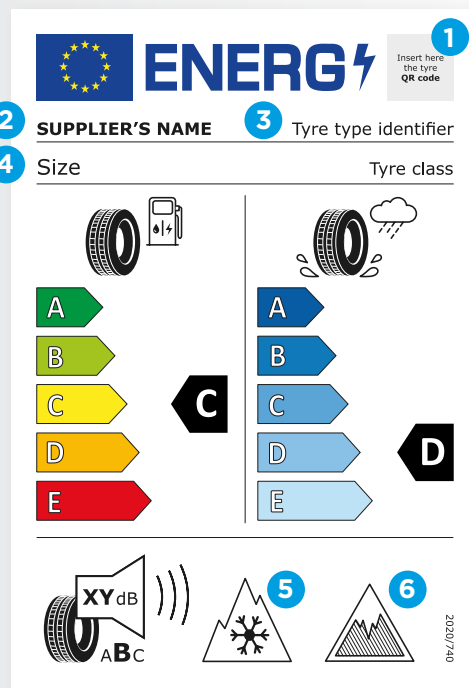 1
ENERG
Insert here
the tyre
QR code
2 SUPPLIER'S NAME 3 Tyre type identifier
4 Size Tyre class
A A
B B
C C C
D D D
E E
XY dB
ABC
5
6
2020/740